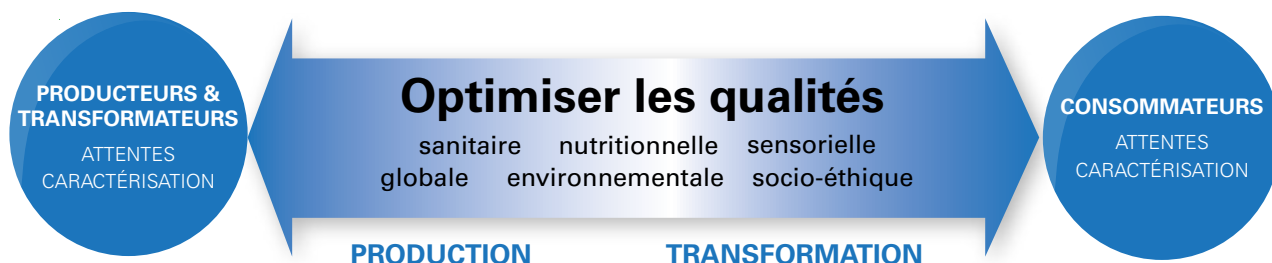 PRODUCTEURS &
TRANSFORMATEURS
ATTENTES
CARACTÉRISATION
Optimiser les qualités
sanitaire nutritionnelle sensorielle
globale environnementale socio-éthique
CONSOMMATEURS
ATTENTES
CARACTÉRISATION
PRODUCTION TRANSFORMATION